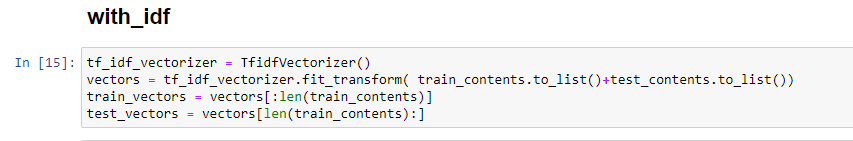 with_idf
In [15]:
tf_idf_vectorizer = TfidfVectorizer()
vectors = tf_idf_vectorizer.fit_transform( train_contents.to_list()+test_contents.to_list())
train_vectors = vectors[:len(train_contents)]
test_vectors = vectors[len(train_contents):]